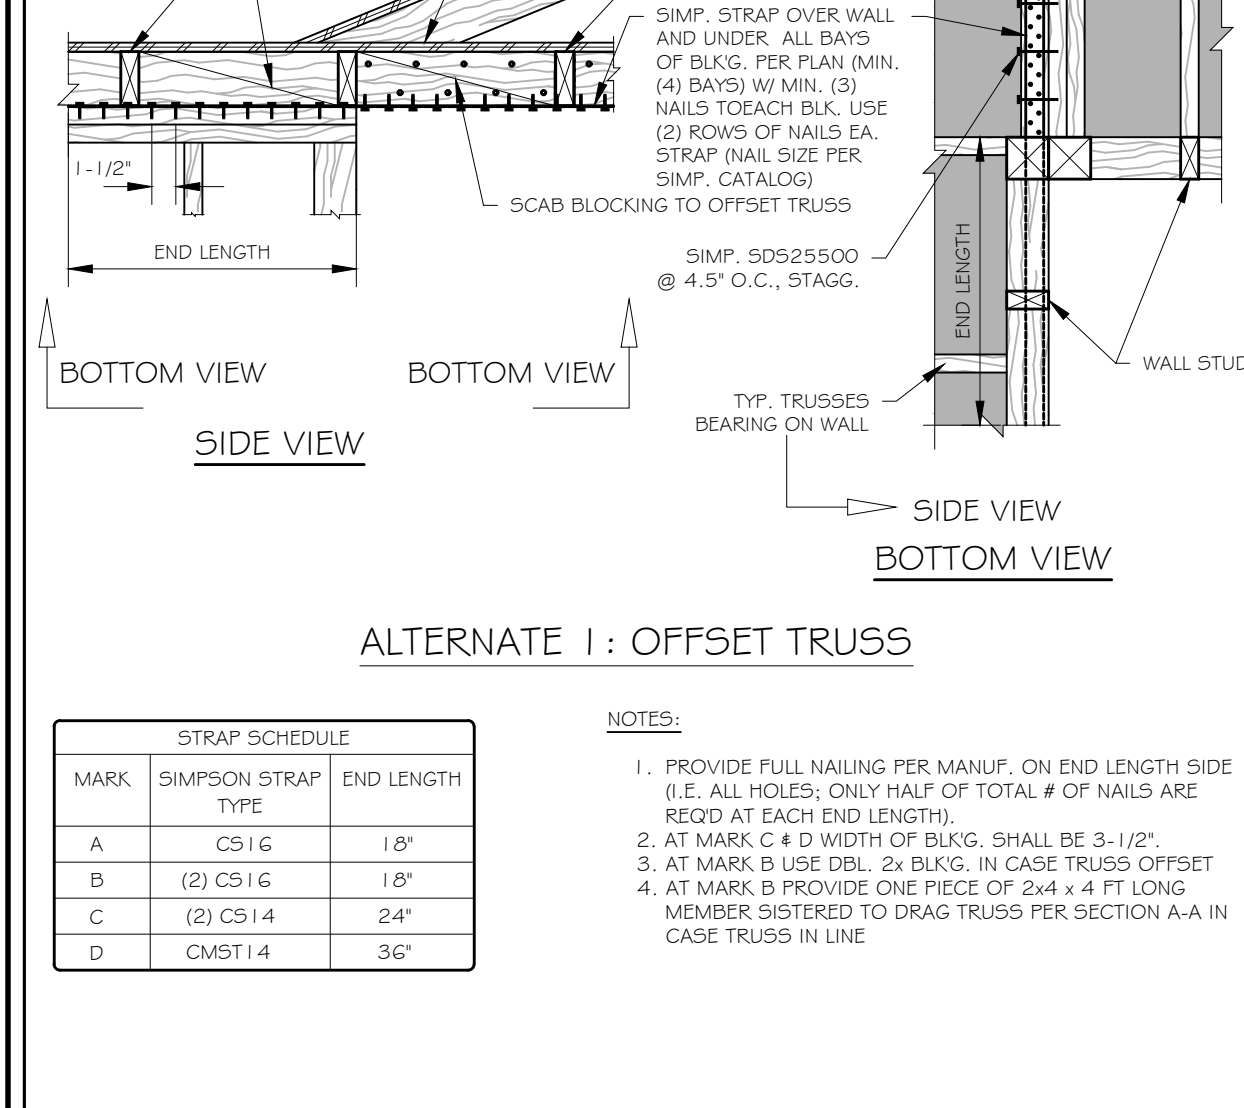 SIMP. STRAP OVER WALL
AND UNDER ALL BAYS
OF BLK'G. PER PLAN (MIN.
(4) BAYS) W/ MIN. (3)
NAILS TOEACH BLK. USE
(2) ROWS OF NAILS EA.
STRAP (NAIL SIZE PER
SIMP. CATALOG)
1-1/2"
SCAB BLOCKING TO OFFSET TRUSS
END LENGTH
SIMP. SDS25500
@ 4.5" O.C., STAGG.
END LENGTH
BOTTOM VIEW
BOTTOM VIEW
WALL STUD
TYP. TRUSSES
BEARING ON WALL
SIDE VIEW
SIDE VIEW
BOTTOM VIEW
ALTERNATE 1: OFFSET TRUSS
STRAP SCHEDULE
MARK SIMPSON STRAP TYPE END LENGTH
A CS16 18"
B (2) CS16 18"
C (2) CS14 24"
D CMST14 36"
NOTES:
1. PROVIDE FULL NAILING PER MANUF. ON END LENGTH SIDE
(I.E. ALL HOLES; ONLY HALF OF TOTAL # OF NAILS ARE
REQ'D AT EACH END LENGTH).
2. AT MARK C & D WIDTH OF BLK'G. SHALL BE 3-1/2".
3. AT MARK B USE DBL. 2x BLK'G. IN CASE TRUSS OFFSET
4. AT MARK B PROVIDE ONE PIECE OF 2x4 x 4 FT LONG
MEMBER SISTERED TO DRAG TRUSS PER SECTION A-A IN
CASE TRUSS IN LINE